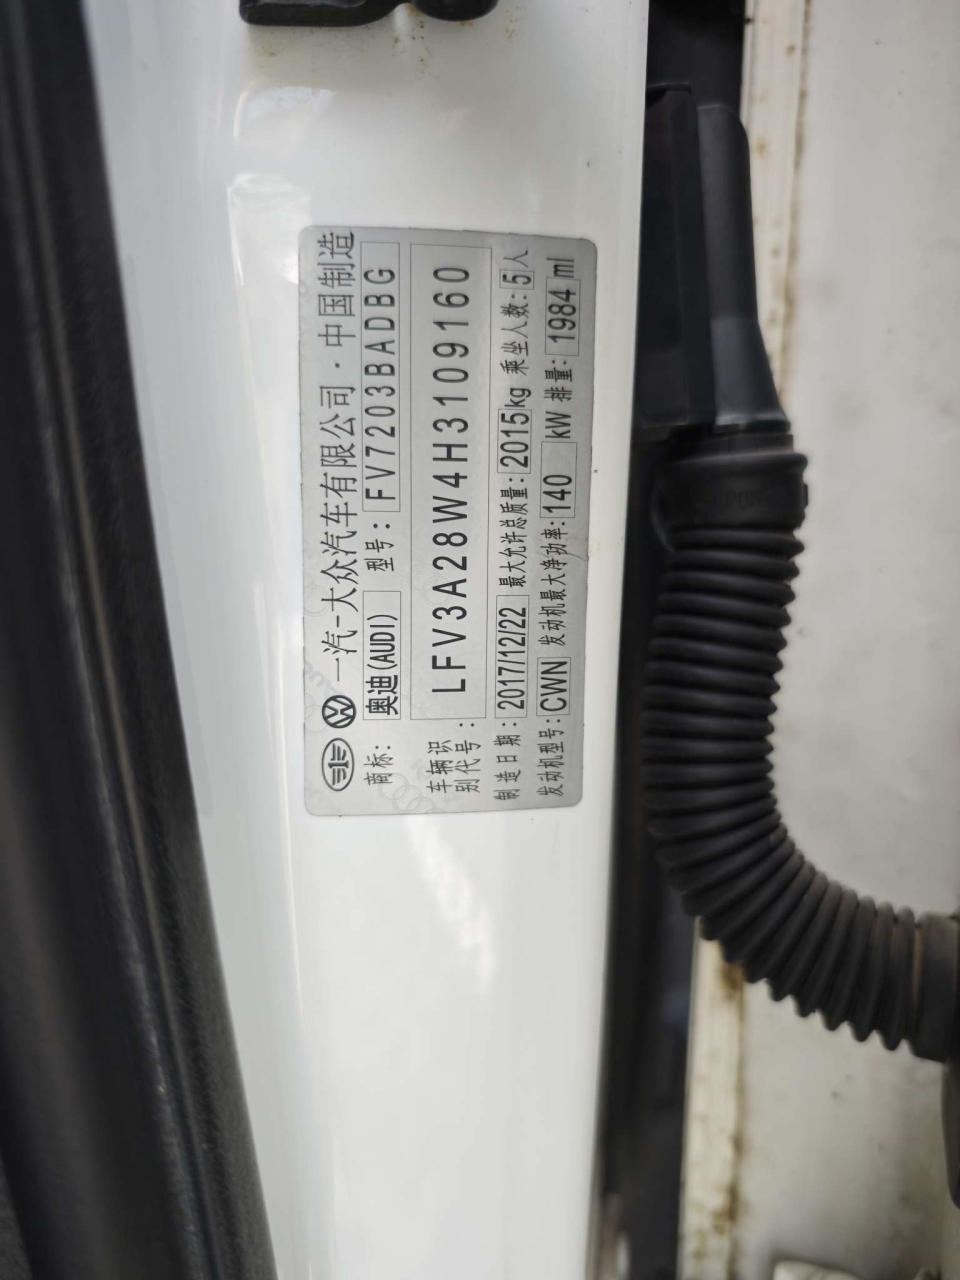 一汽-大众汽车有限公司·中国制造
商标: 奥迪(AUDI) 型号: FV7203BADBG
车辆识别代号: LFV3A28W4H3109160
制造日期: 2017/12/22 最大允许总质量: 2015kg 乘坐人数: 5人
发动机型号: CWN 发动机最大净功率: 140 kW 排量: 1984 ml